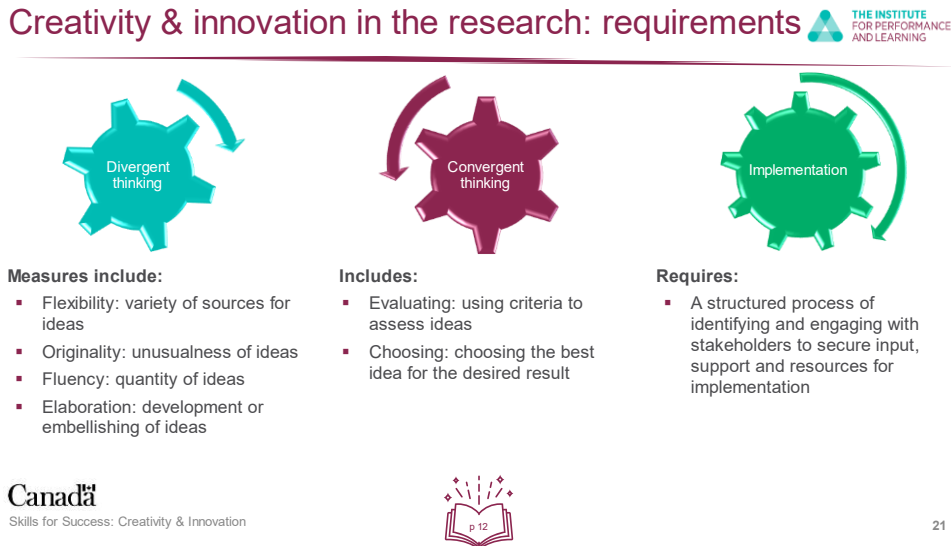 Creativity & innovation in the research: requirements
THE INSTITUTE
FOR PERFORMANCE
AND LEARNING
Divergent
thinking
Convergent
thinking
Implementation
Measures include:
▪ Flexibility: variety of sources for
ideas
▪ Originality: unusualness of ideas
▪ Fluency: quantity of ideas
▪ Elaboration: development or
embellishing of ideas
Includes:
▪ Evaluating: using criteria to
assess ideas
▪ Choosing: choosing the best
idea for the desired result
Requires:
▪ A structured process of
identifying and engaging with
stakeholders to secure input,
support and resources for
implementation
Canada
Skills for Success: Creativity & Innovation
p 12
21